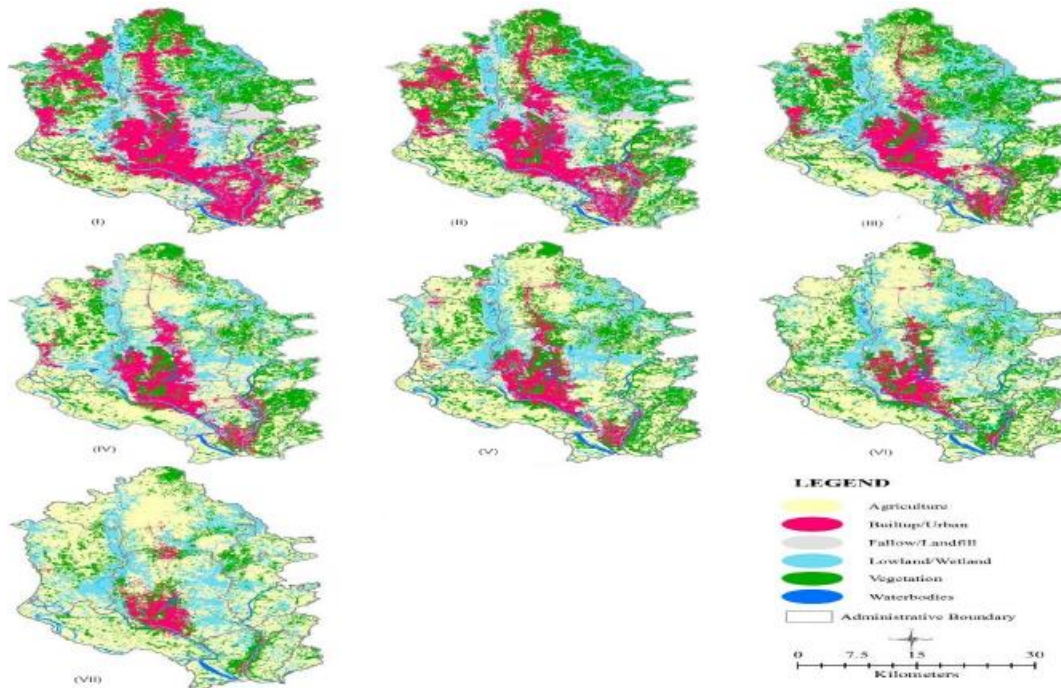 (I)
(II)
(III)
(IV)
(V)
(VI)
(VII)
LEGEND
Agriculture
Builtup/Urban
Fallow/Landfill
Lowland/Wetland
Vegetation
Waterbodies
Administrative Boundary
0 7.5 15 30
Kilometers